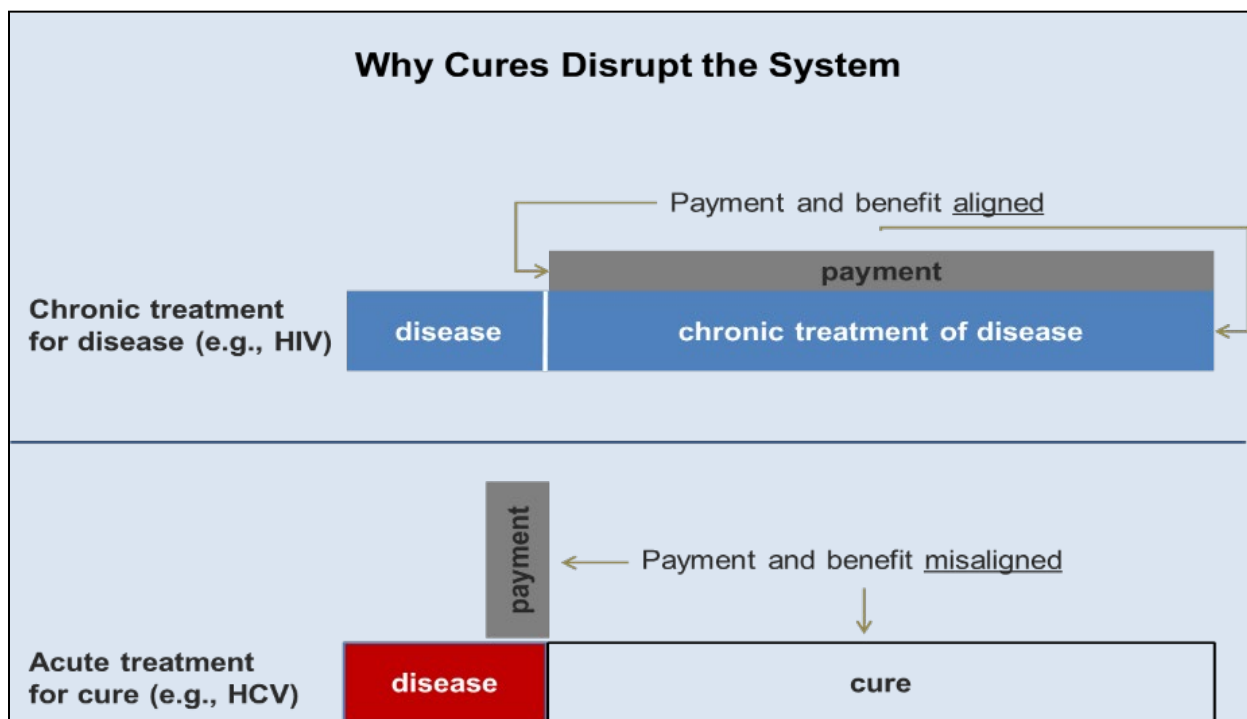 Why Cures Disrupt the System
Payment and benefit aligned
payment
Chronic treatment
for disease (e.g., HIV)
disease
chronic treatment of disease
payment
Payment and benefit misaligned
Acute treatment
for cure (e.g., HCV)
disease
cure